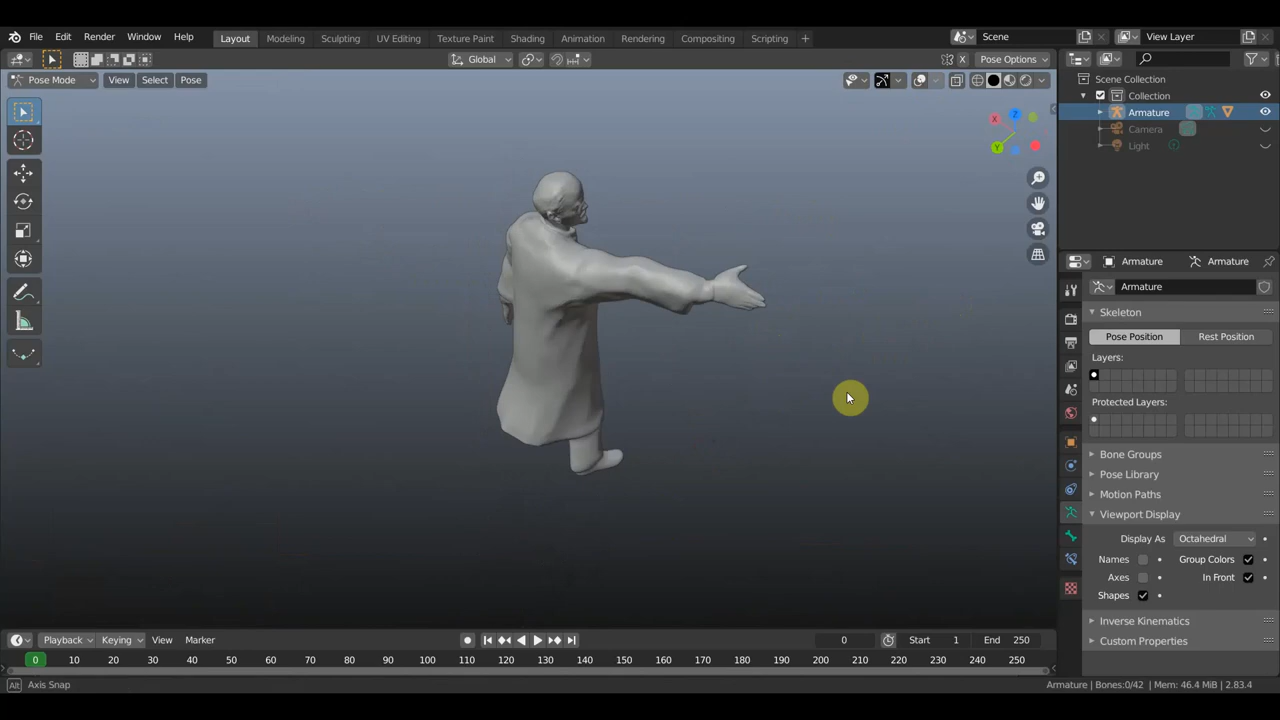 File Edit Render Window Help Layout Modeling Sculpting UV Editing Texture Paint Shading Animation Rendering Compositing Scripting + Scene View Layer
Global X Pose Options
Pose Mode View Select Pose
Scene Collection
Collection
Armature
Camera
Light
X Z
Y
Armature Armature
Armature
Skeleton
Pose Position Rest Position
Layers:
Protected Layers:
Bone Groups
Pose Library
Motion Paths
Viewport Display
Display As Octahedral
Names Group Colors
Axes In Front
Shapes
Inverse Kinematics
Custom Properties
Playback Keying View Marker 0 Start 1 End 250
0 10 20 30 40 50 60 70 80 90 100 110 120 130 140 150 160 170 180 190 200 210 220 230 240 250
Alt Axis Snap Armature | Bones:0/42 | Mem: 46.4 MiB | 2.83.4